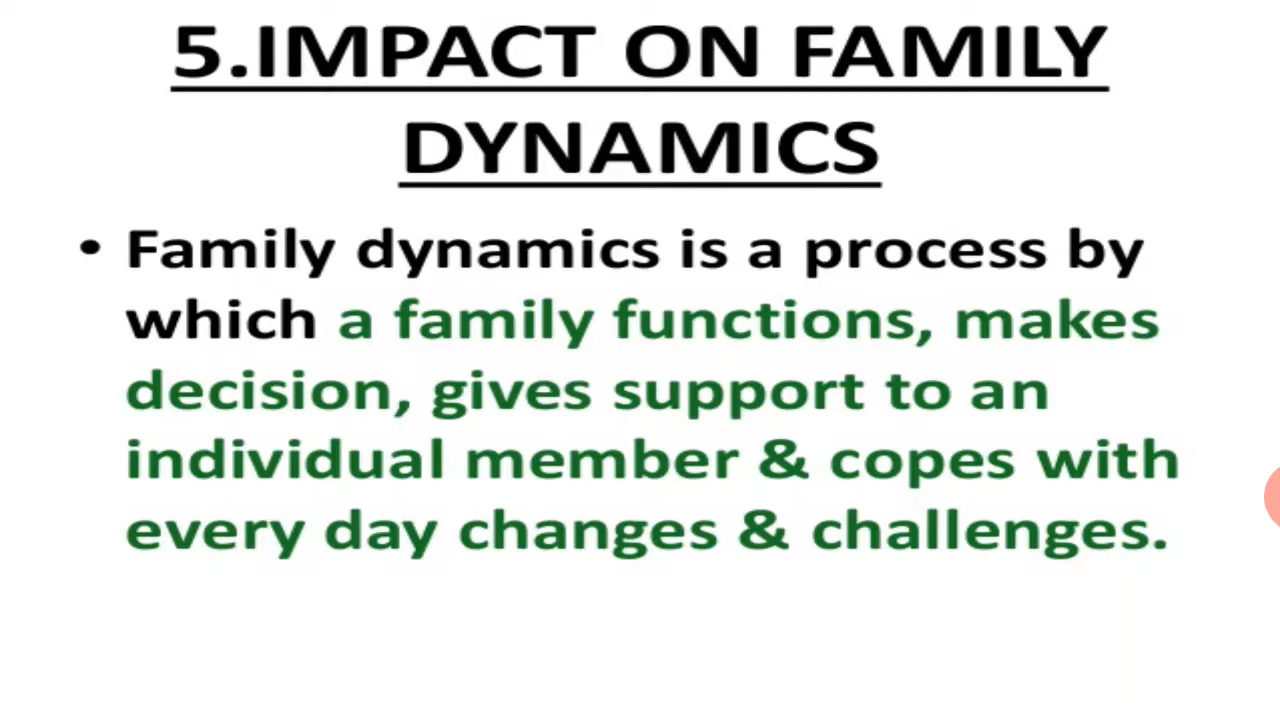 5.IMPACT ON FAMILY
DYNAMICS
• Family dynamics is a process by
which a family functions, makes
decision, gives support to an
individual member & copes with
every day changes & challenges.